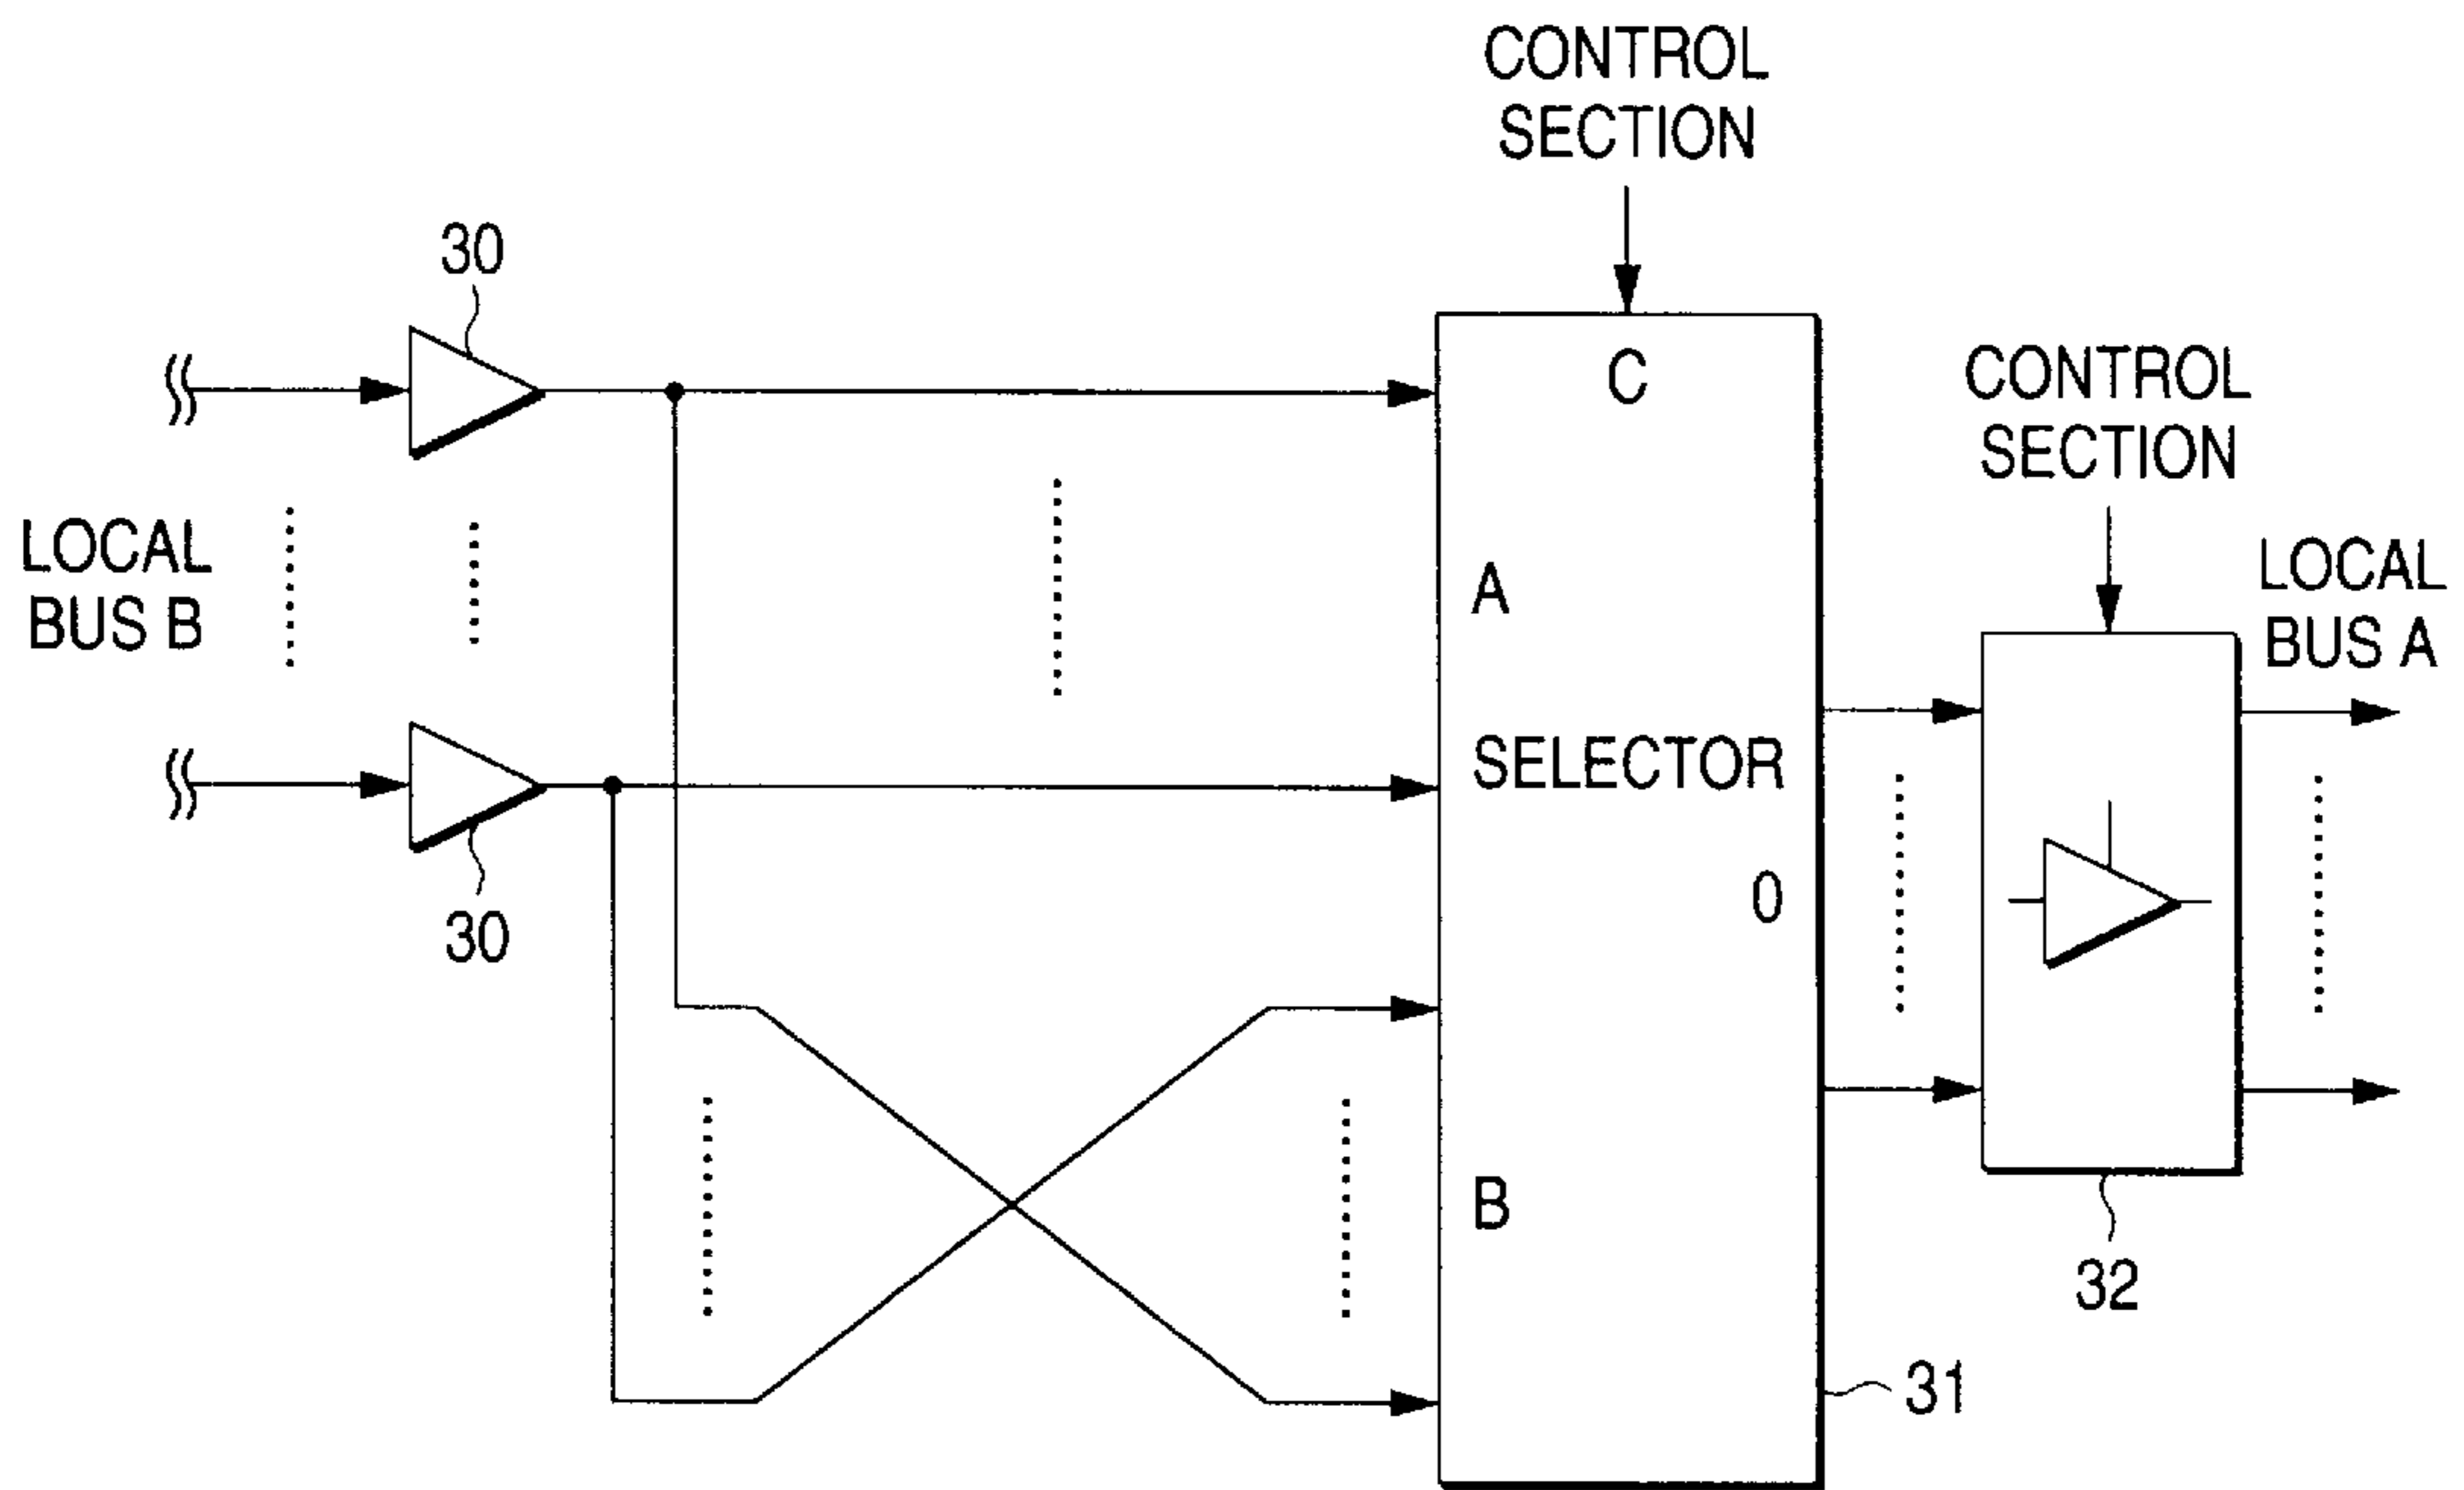 CONTROL
SECTION
30
C
CONTROL
SECTION
LOCAL
BUS B
A
LOCAL
BUS A
SELECTOR
0
30
B
32
31